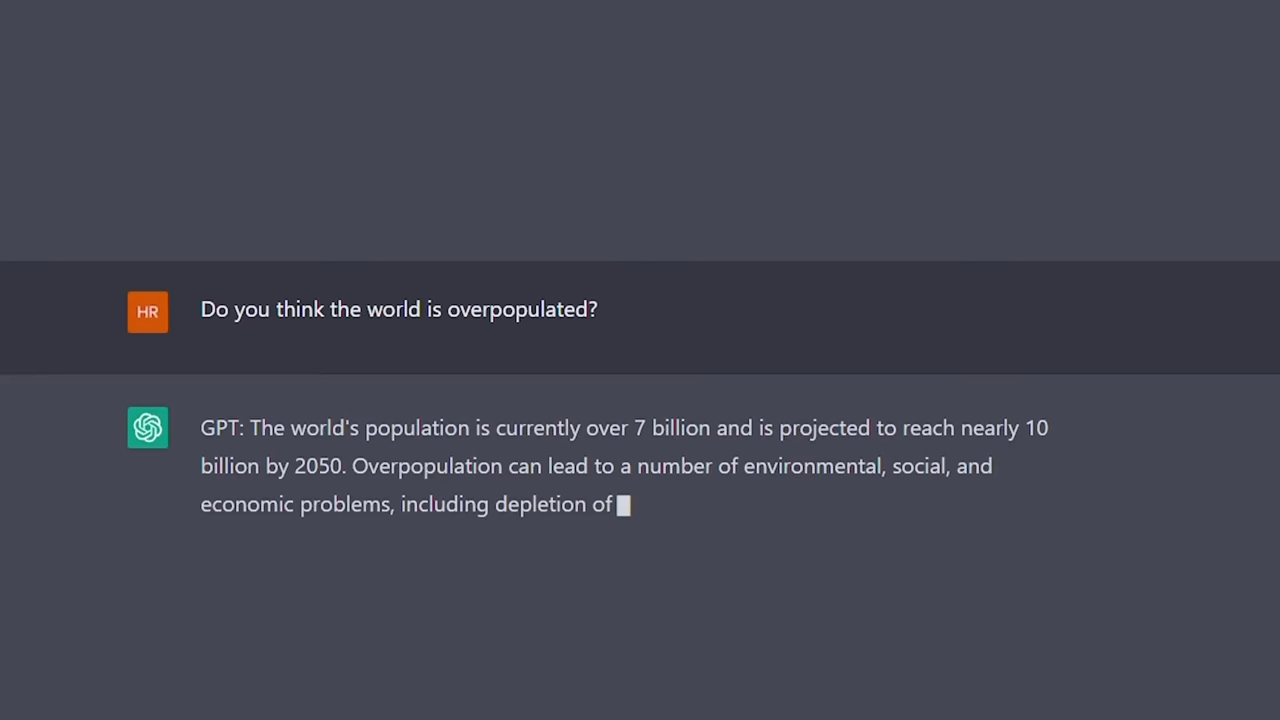 Do you think the world is overpopulated?
HR
GPT: The world's population is currently over 7 billion and is projected to reach nearly 10
billion by 2050. Overpopulation can lead to a number of environmental, social, and
economic problems, including depletion of